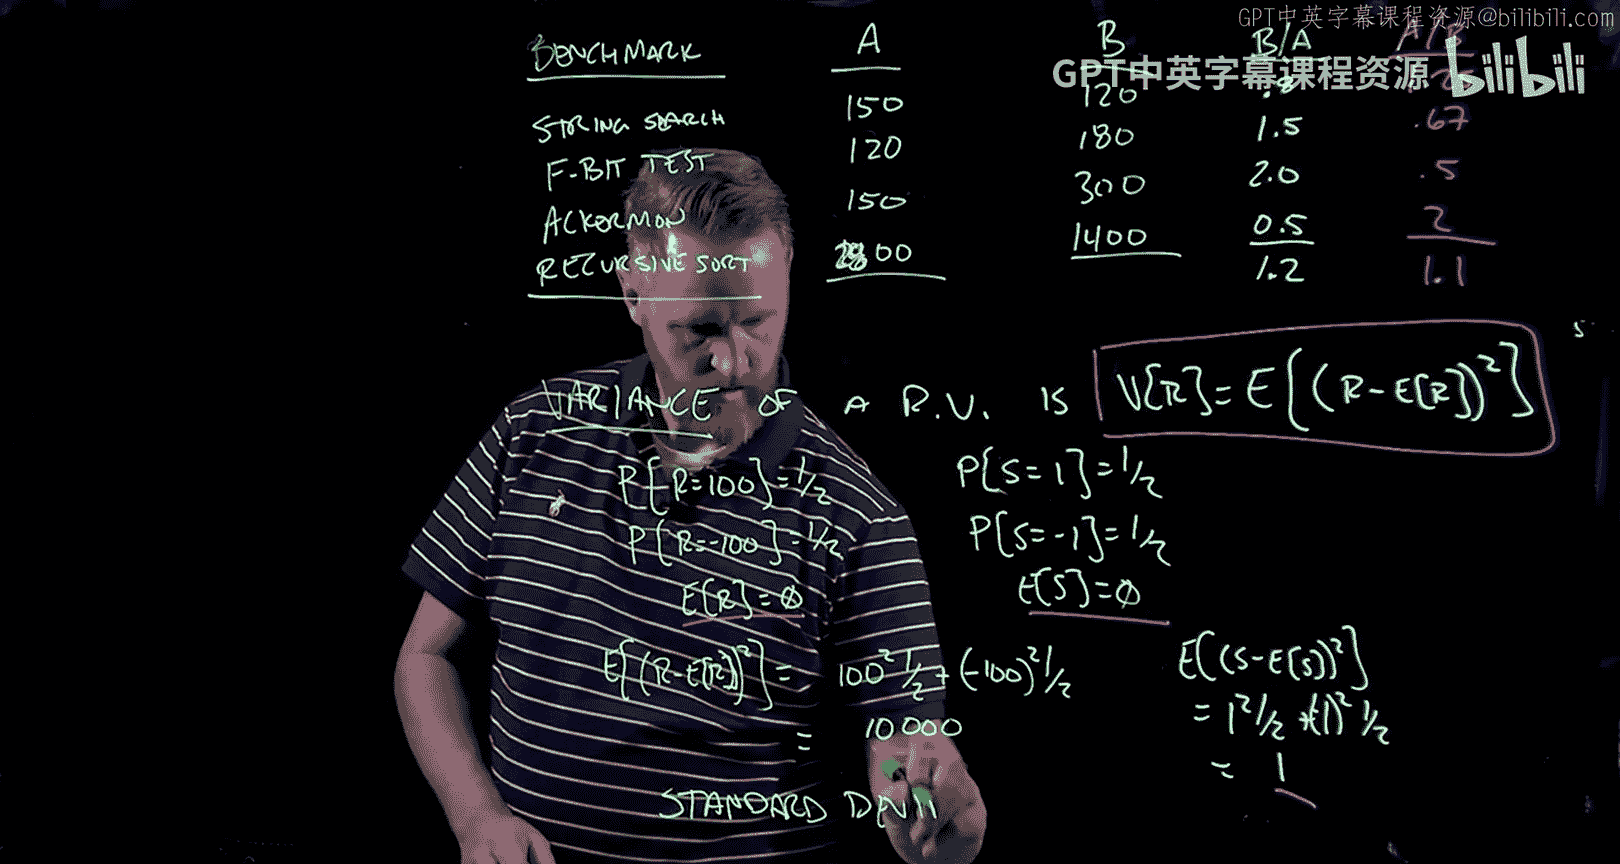 GPT中英字幕课程资源@bilibili.com
GPT中英字幕课程资源 bilibili
BENCHMARK A B B/A A/B
STRING SEARCH 150 120 .8
F-BIT TEST 120 180 1.5 .67
ACKERMON 150 300 2.0 .5
RECURSIVE SORT 00 1400 0.5 2
1.2 1.1
VARIANCE OF A R.V. IS V[R]=E[(R-E[R])²]
P[R=100]=1/2 P[S=1]=1/2
P[R=-100]=1/2 P[S=-1]=1/2
E[R]=0 E[S]=0
E[(R-E[R])²]= 100² 1/2 + (-100)² 1/2 E[(S-E[S])²]
= 10000 = 1² 1/2 +(-1)² 1/2
= 1
STANDARD DEVI